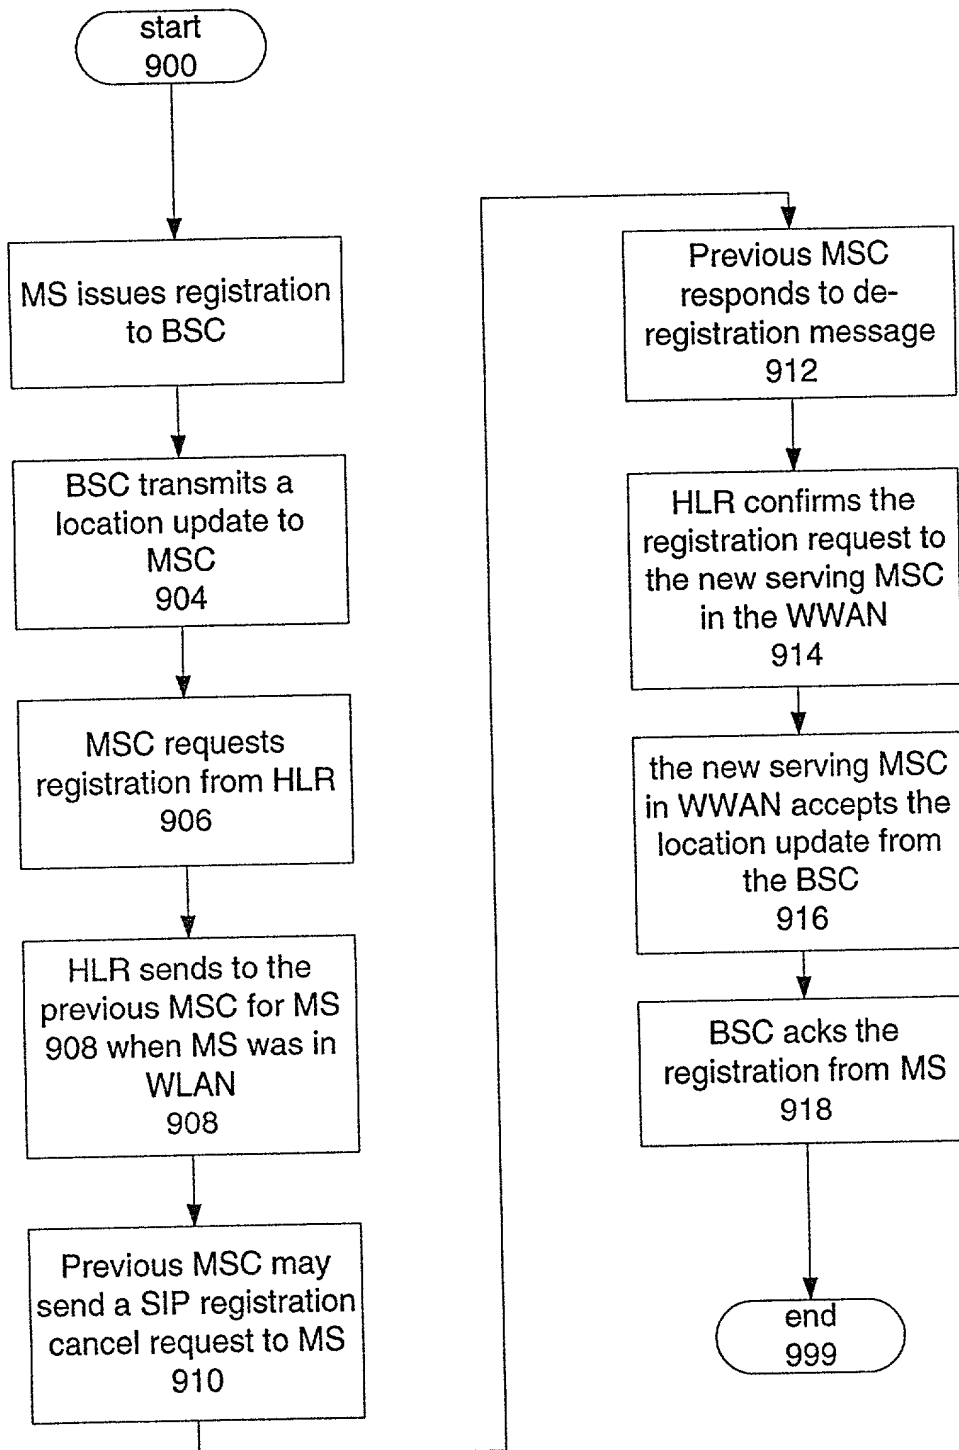 start
900
MS issues registration
to BSC
BSC transmits a
location update to
MSC
904
MSC requests
registration from HLR
906
HLR sends to the
previous MSC for MS
908 when MS was in
WLAN
908
Previous MSC may
send a SIP registration
cancel request to MS
910
Previous MSC
responds to de-
registration message
912
HLR confirms the
registration request to
the new serving MSC
in the WWAN
914
the new serving MSC
in WWAN accepts the
location update from
the BSC
916
BSC acks the
registration from MS
918
end
999